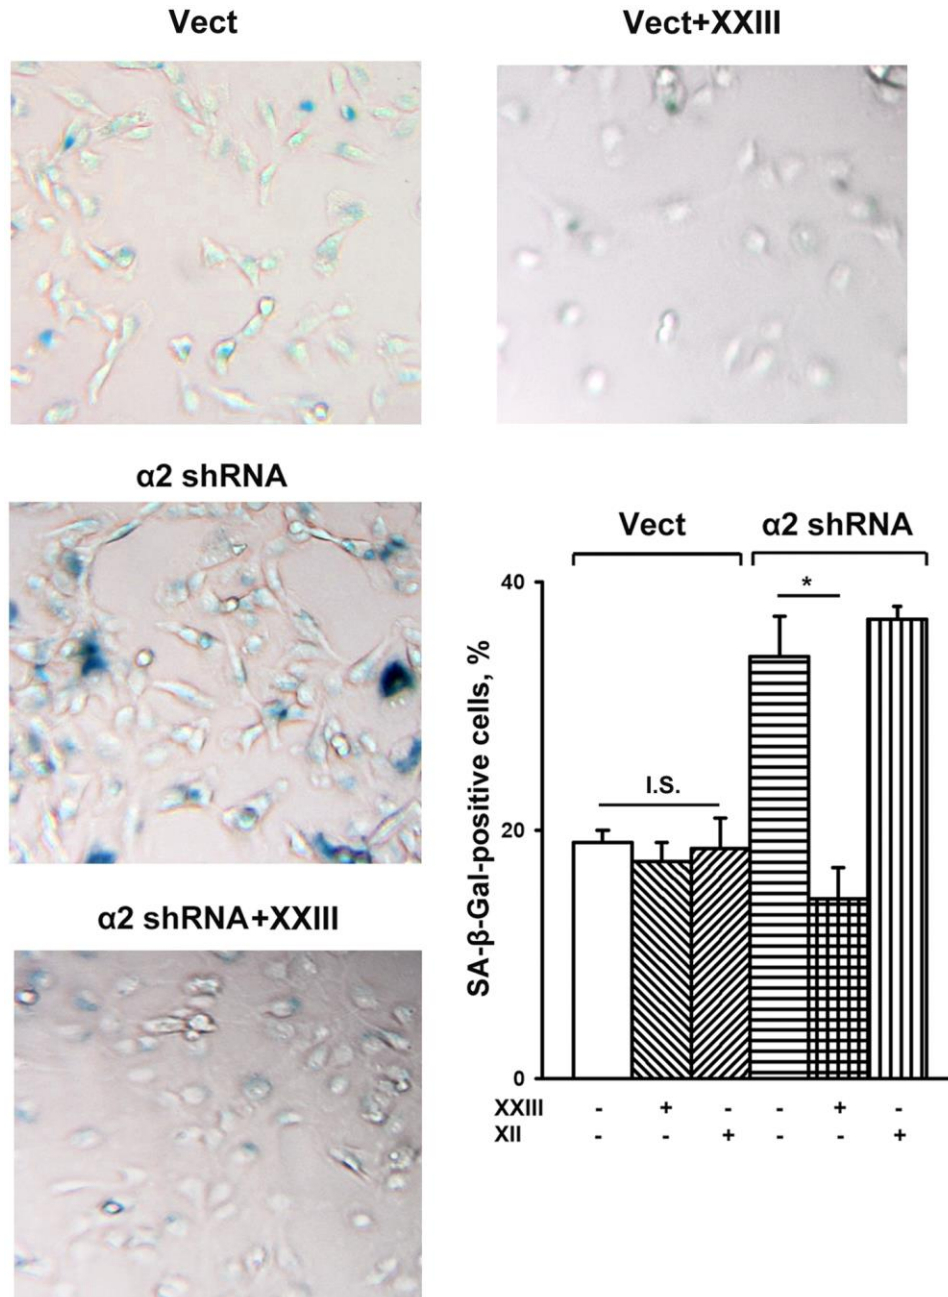 Vect
Vect+XXIII
α2 shRNA
α2 shRNA+XXIII
Vect α2 shRNA
SA-β-Gal-positive cells, %
40
20
0
*
I.S.
XXIII - + - - + -
XII - - + - - +